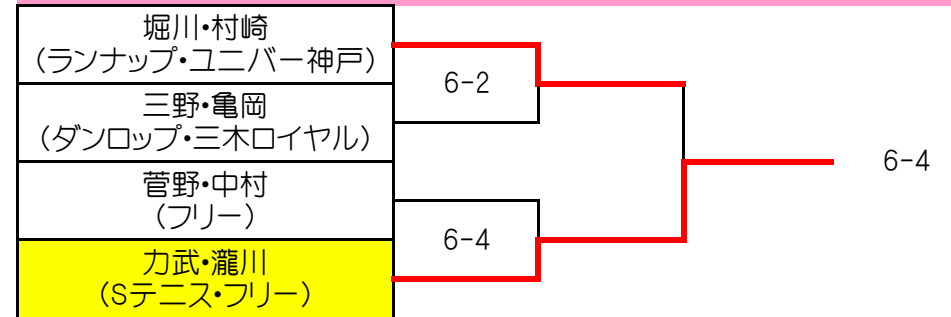 堀川・村崎
（ランナップ・ユニバー神戸）
6-2
三野・亀岡
（ダンロップ・三木ロイヤル）
6-4
菅野・中村
（フリー）
6-4
力武・瀧川
（Sテニス・フリー）